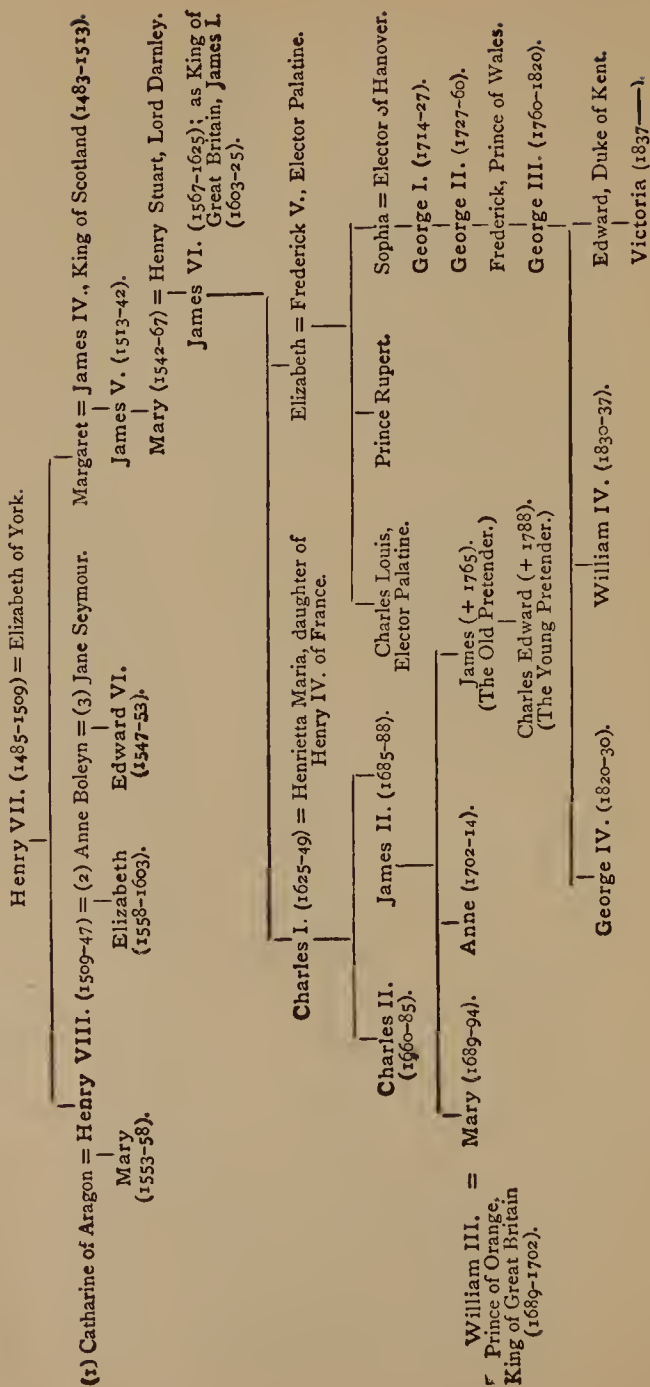 Henry VII. (1485-1509) = Elizabeth of York.
(1) Catharine of Aragon = Henry VIII. (1509-47) = (2) Anne Boleyn = (3) Jane Seymour.
Mary
(1553-58).
Elizabeth
(1558-1603).
Edward VI.
(1547-53).
Margaret = James IV., King of Scotland (1483-1513).
James V. (1513-42).
Mary (1542-67) = Henry Stuart, Lord Darnley.
James VI. (1567-1625); as King of
Great Britain, James I.
(1603-25).
Charles I. (1625-49) = Henrietta Maria, daughter of
Henry IV. of France.
Elizabeth = Frederick V., Elector Palatine.
Charles II.
(1660-85).
James II. (1685-88).
Charles Louis,
Elector Palatine.
Prince Rupert.
Sophia = Elector of Hanover.
George I. (1714-27).
George II. (1727-60).
Frederick, Prince of Wales.
George III. (1760-1820).
William III. =
Prince of Orange,
King of Great Britain
(1689-1702).
Mary (1689-94).
Anne (1702-14).
James (+ 1765).
(The Old Pretender.)
Charles Edward (+ 1788).
(The Young Pretender.)
George IV. (1820-30).
William IV. (1830-37).
Edward, Duke of Kent.
Victoria (1837—).